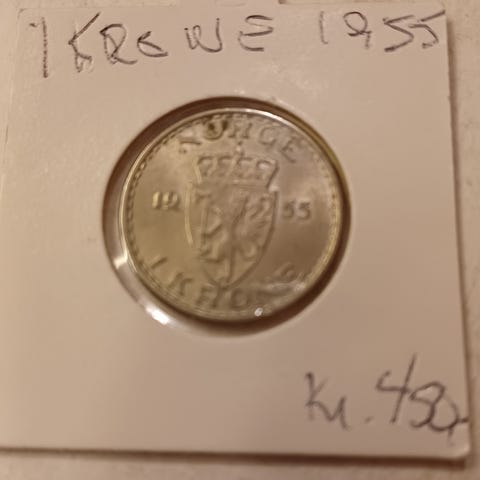 1 KRONE 1955
NORGE
19 55
1 KRONE
Kr. 450,-